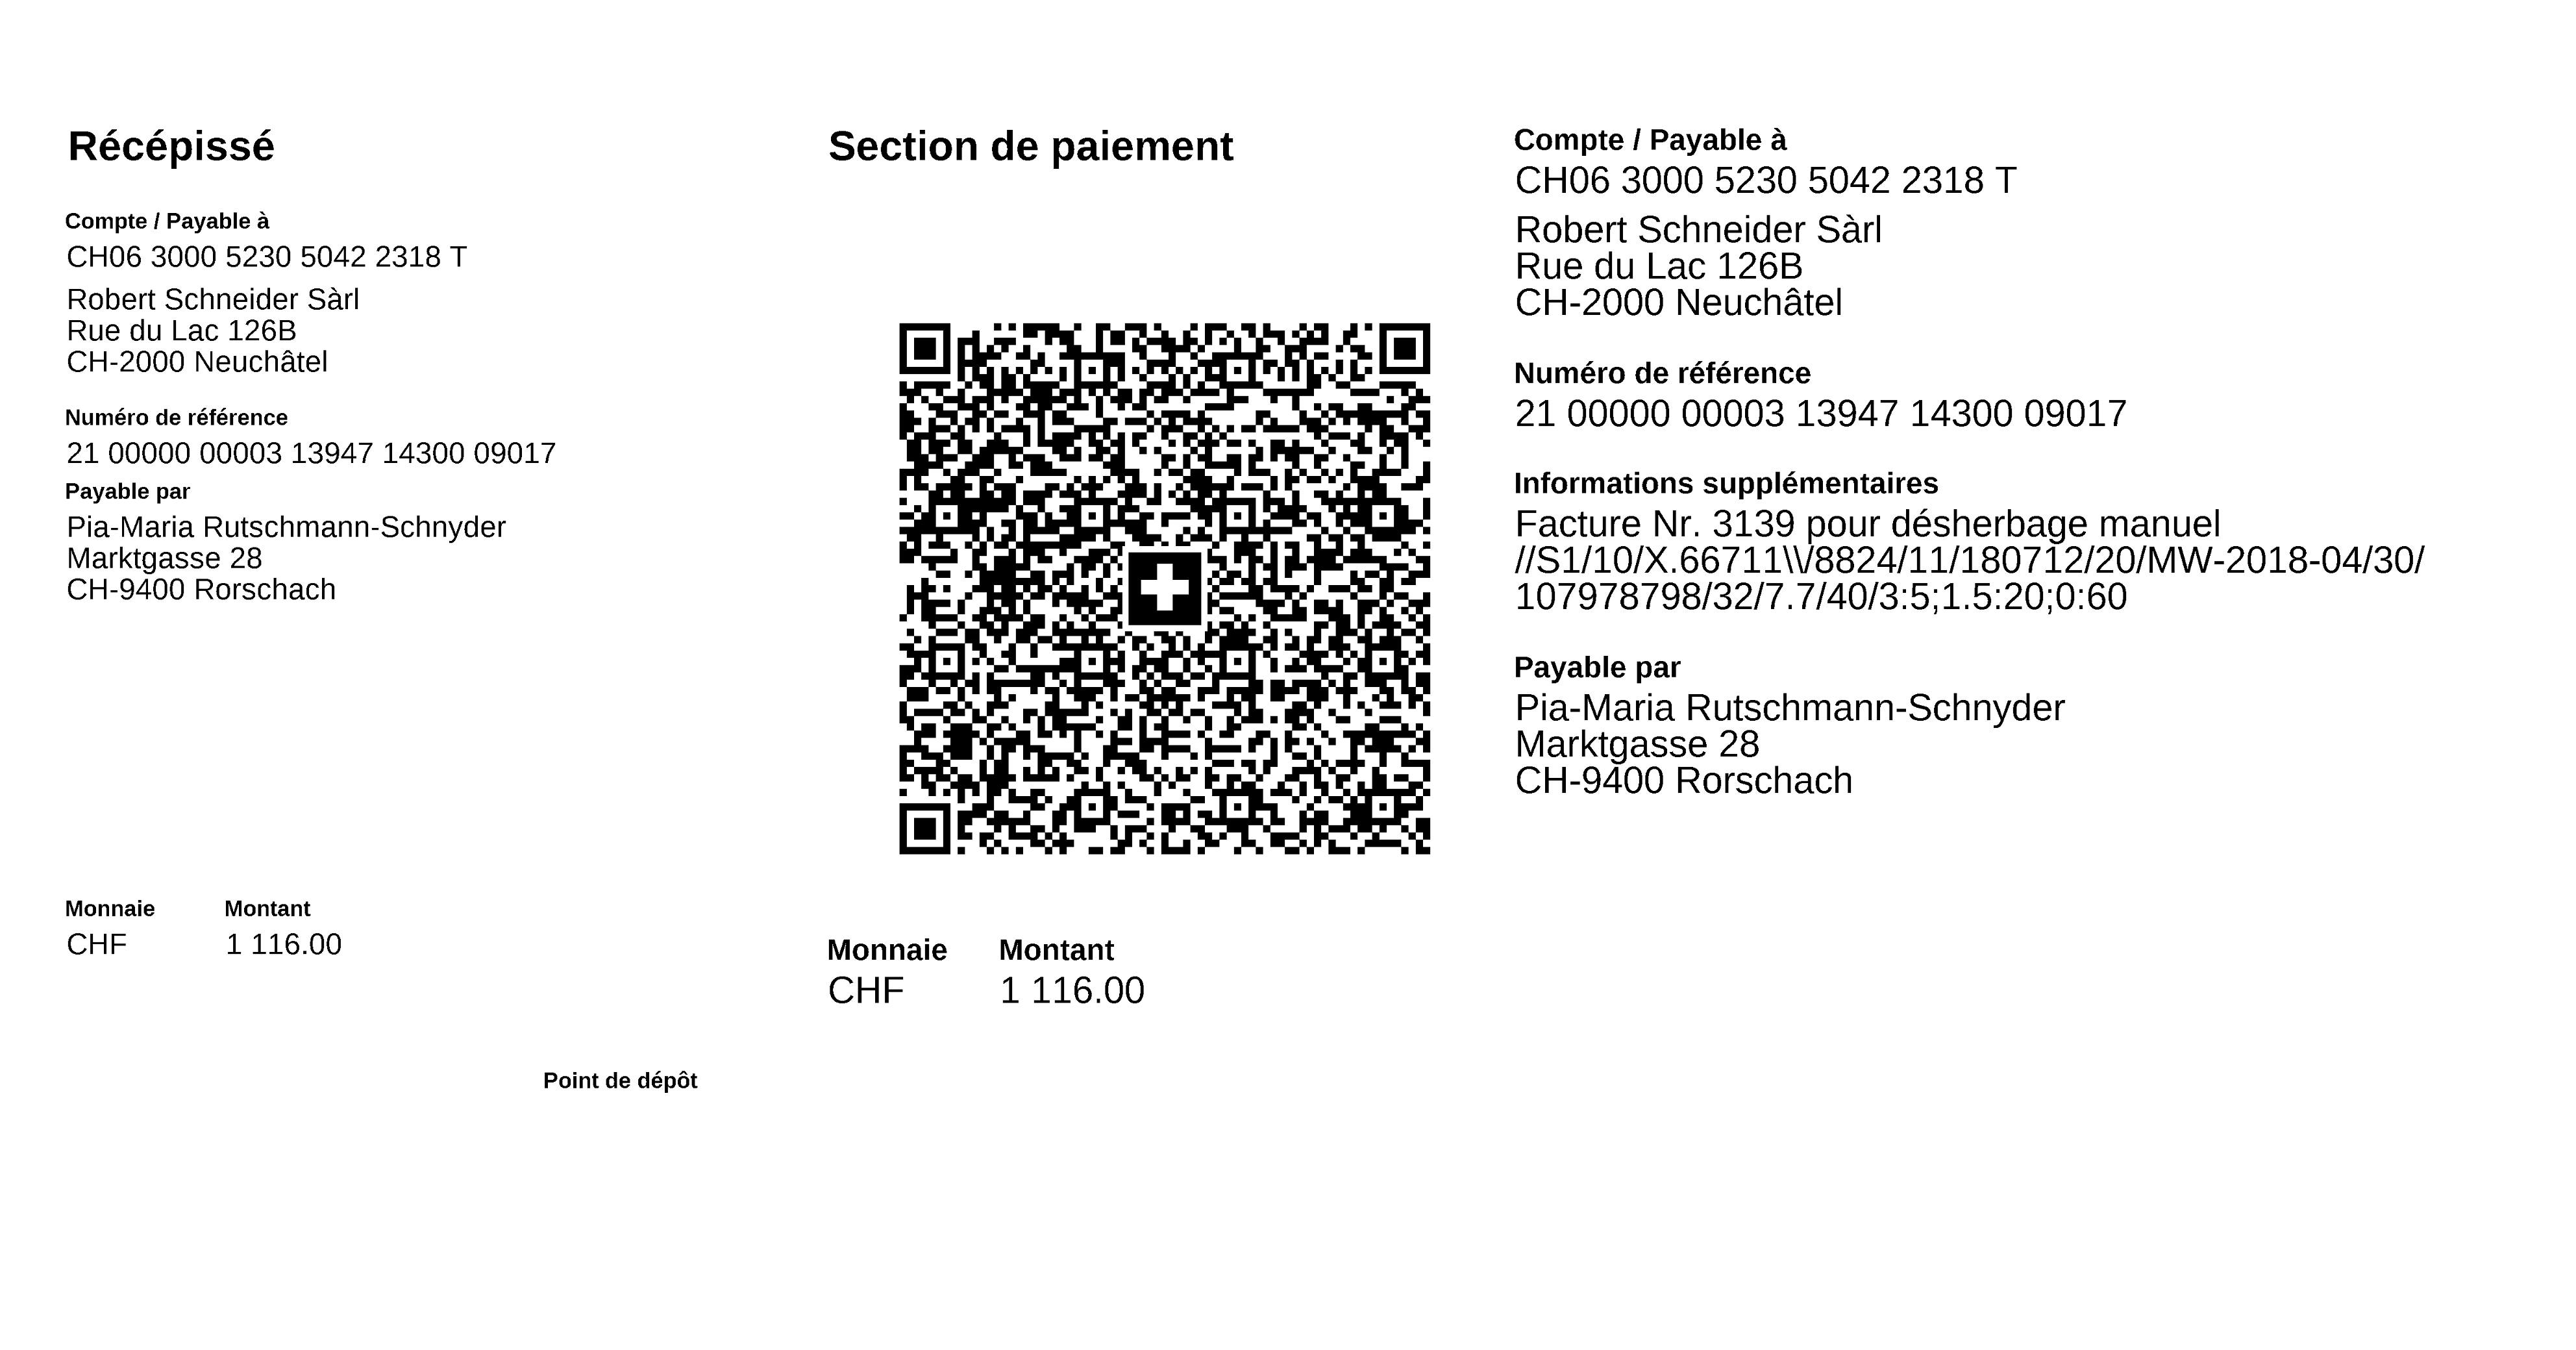 Récépissé
Compte / Payable à
CH06 3000 5230 5042 2318 T
Robert Schneider Sàrl
Rue du Lac 126B
CH-2000 Neuchâtel
Numéro de référence
21 00000 00003 13947 14300 09017
Payable par
Pia-Maria Rutschmann-Schnyder
Marktgasse 28
CH-9400 Rorschach
Monnaie Montant
CHF 1 116.00
Point de dépôt
Section de paiement
Monnaie Montant
CHF 1 116.00
Compte / Payable à
CH06 3000 5230 5042 2318 T
Robert Schneider Sàrl
Rue du Lac 126B
CH-2000 Neuchâtel
Numéro de référence
21 00000 00003 13947 14300 09017
Informations supplémentaires
Facture Nr. 3139 pour désherbage manuel
//S1/10/X.66711\\/8824/11/180712/20/MW-2018-04/30/
107978798/32/7.7/40/3:5;1.5:20;0:60
Payable par
Pia-Maria Rutschmann-Schnyder
Marktgasse 28
CH-9400 Rorschach